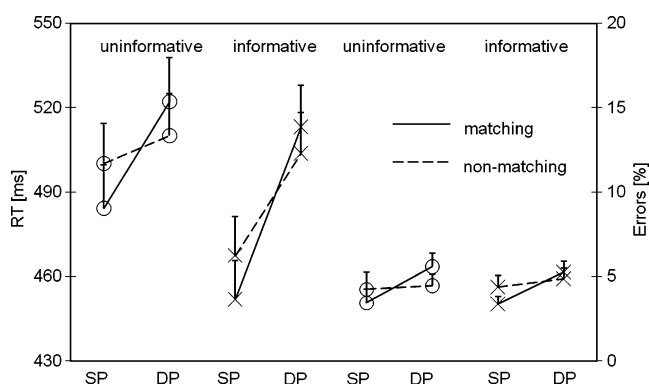 550
20
uninformative informative uninformative informative
520
15
matching
non-matching
RT [ms]
490
10
Errors [%]
460
5
430
0
SP DP SP DP SP DP SP DP